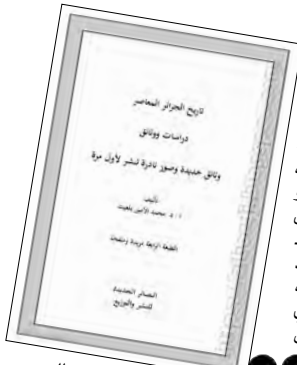 تاريخ الجزائر المعاصر
دراسات ووثائق
وثائق جديدة وصور نادرة تنشر لأول مرة
تأليف
أ. د. محمد الأمين بلغيث
الطبعة الرابعة مزيدة ومنقحة
للنشر والتوزيع